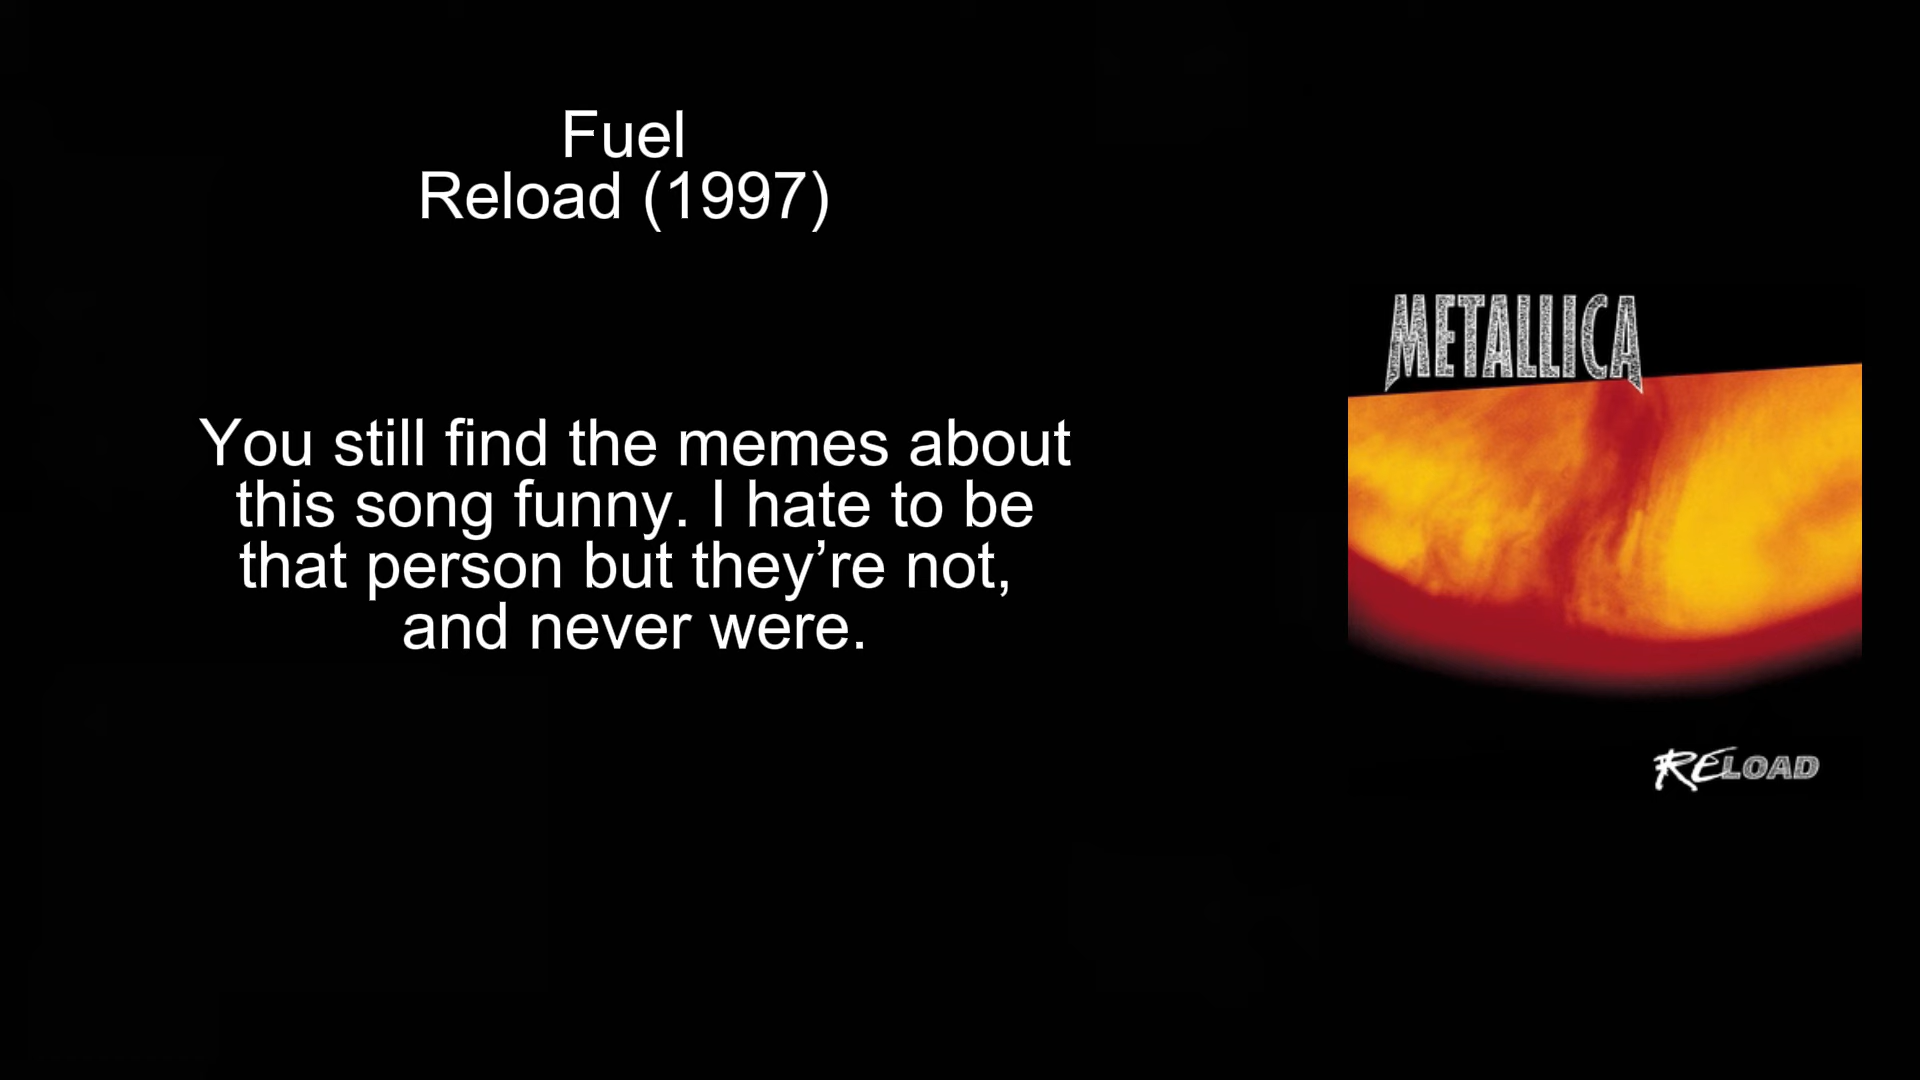 Fuel
Reload (1997)
You still find the memes about
this song funny. I hate to be
that person but they’re not,
and never were.
METALLICA
RELOAD